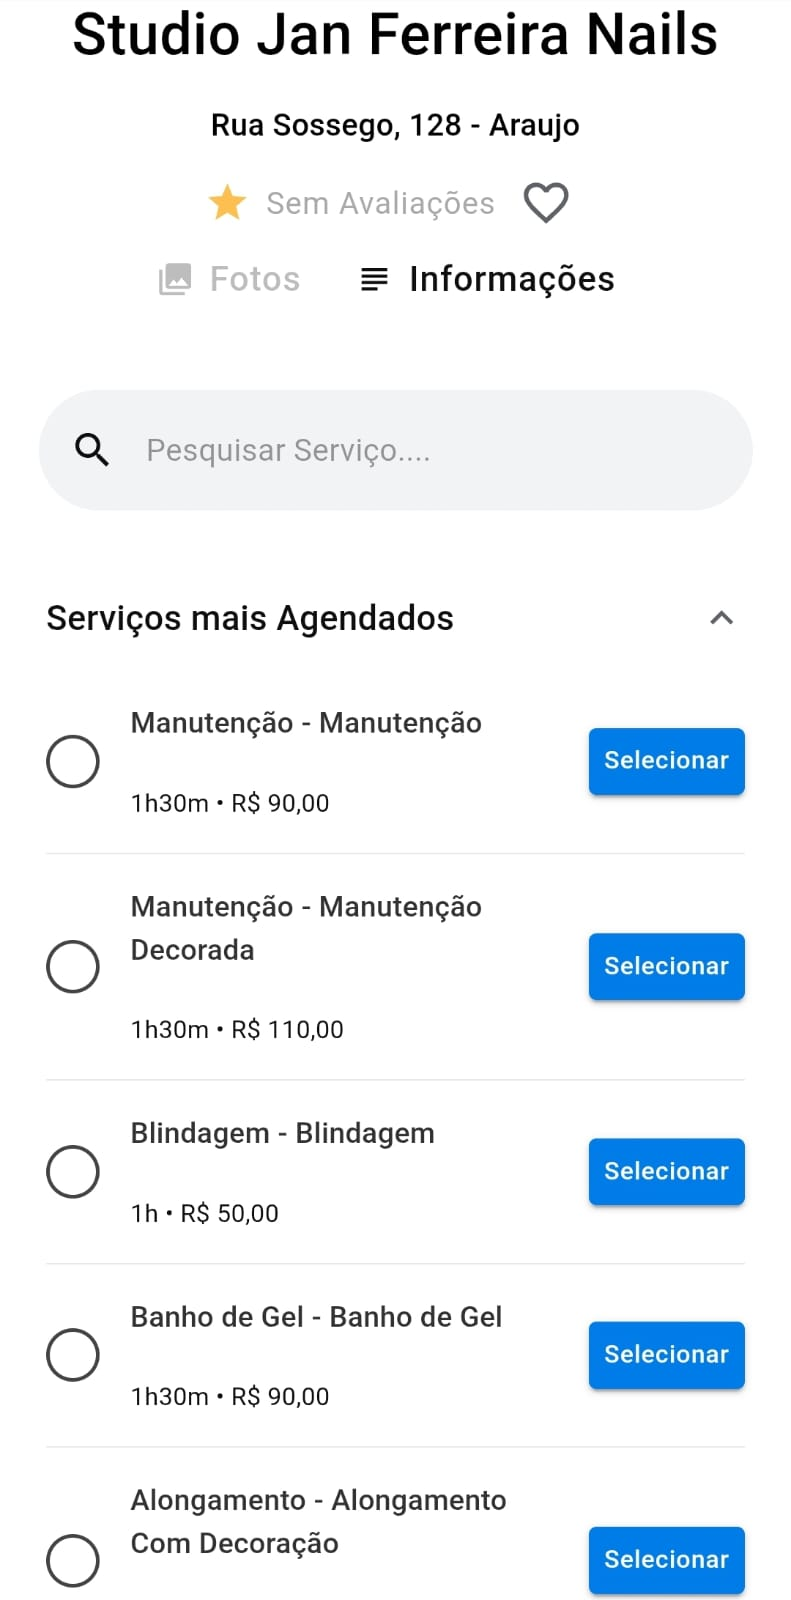 Studio Jan Ferreira Nails
Rua Sossego, 128 - Araujo
Sem Avaliações
Fotos
Informações
Pesquisar Serviço....
Serviços mais Agendados
Manutenção - Manutenção
Selecionar
1h30m • R$ 90,00
Manutenção - Manutenção
Decorada
Selecionar
1h30m • R$ 110,00
Blindagem - Blindagem
Selecionar
1h • R$ 50,00
Banho de Gel - Banho de Gel
Selecionar
1h30m • R$ 90,00
Alongamento - Alongamento
Com Decoração
Selecionar